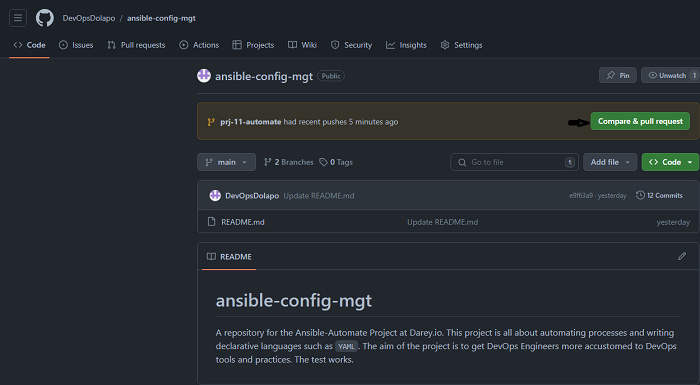 DevOpsDolapo / ansible-config-mgt
Code Issues Pull requests Actions Projects Wiki Security Insights Settings
ansible-config-mgt Public Pin Unwatch 1
prj-11-automate had recent pushes 5 minutes ago Compare & pull request
main 2 Branches 0 Tags Go to file t Add file Code
DevOpsDolapo Update README.md e9f63a9 · yesterday 12 Commits
README.md Update README.md yesterday
README
ansible-config-mgt
A repository for the Ansible-Automate Project at Darey.io. This project is all about automating processes and writing
declarative languages such as YAML. The aim of the project is to get DevOps Engineers more accustomed to DevOps
tools and practices. The test works.